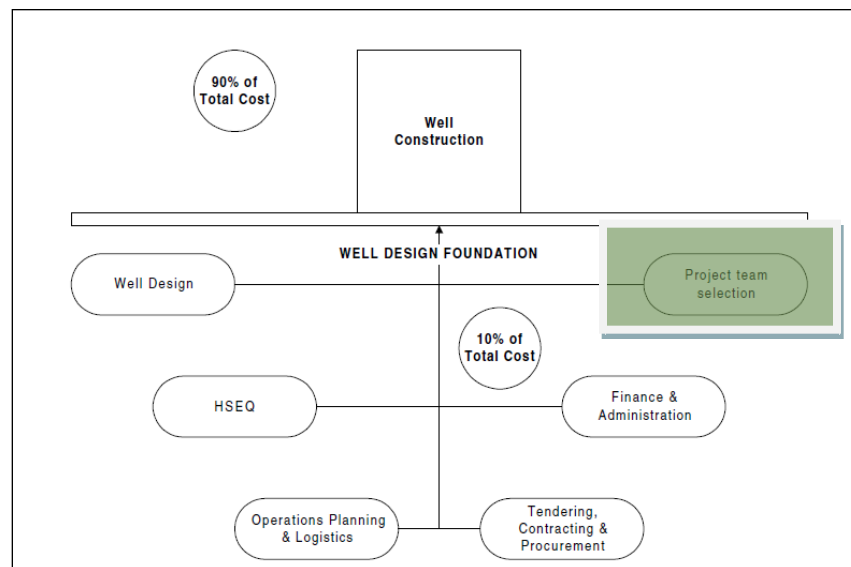 90% of
Total Cost
Well
Construction
WELL DESIGN FOUNDATION
Well Design
Project team
selection
10% of
Total Cost
HSEQ
Finance &
Administration
Operations Planning
& Logistics
Tendering,
Contracting &
Procurement